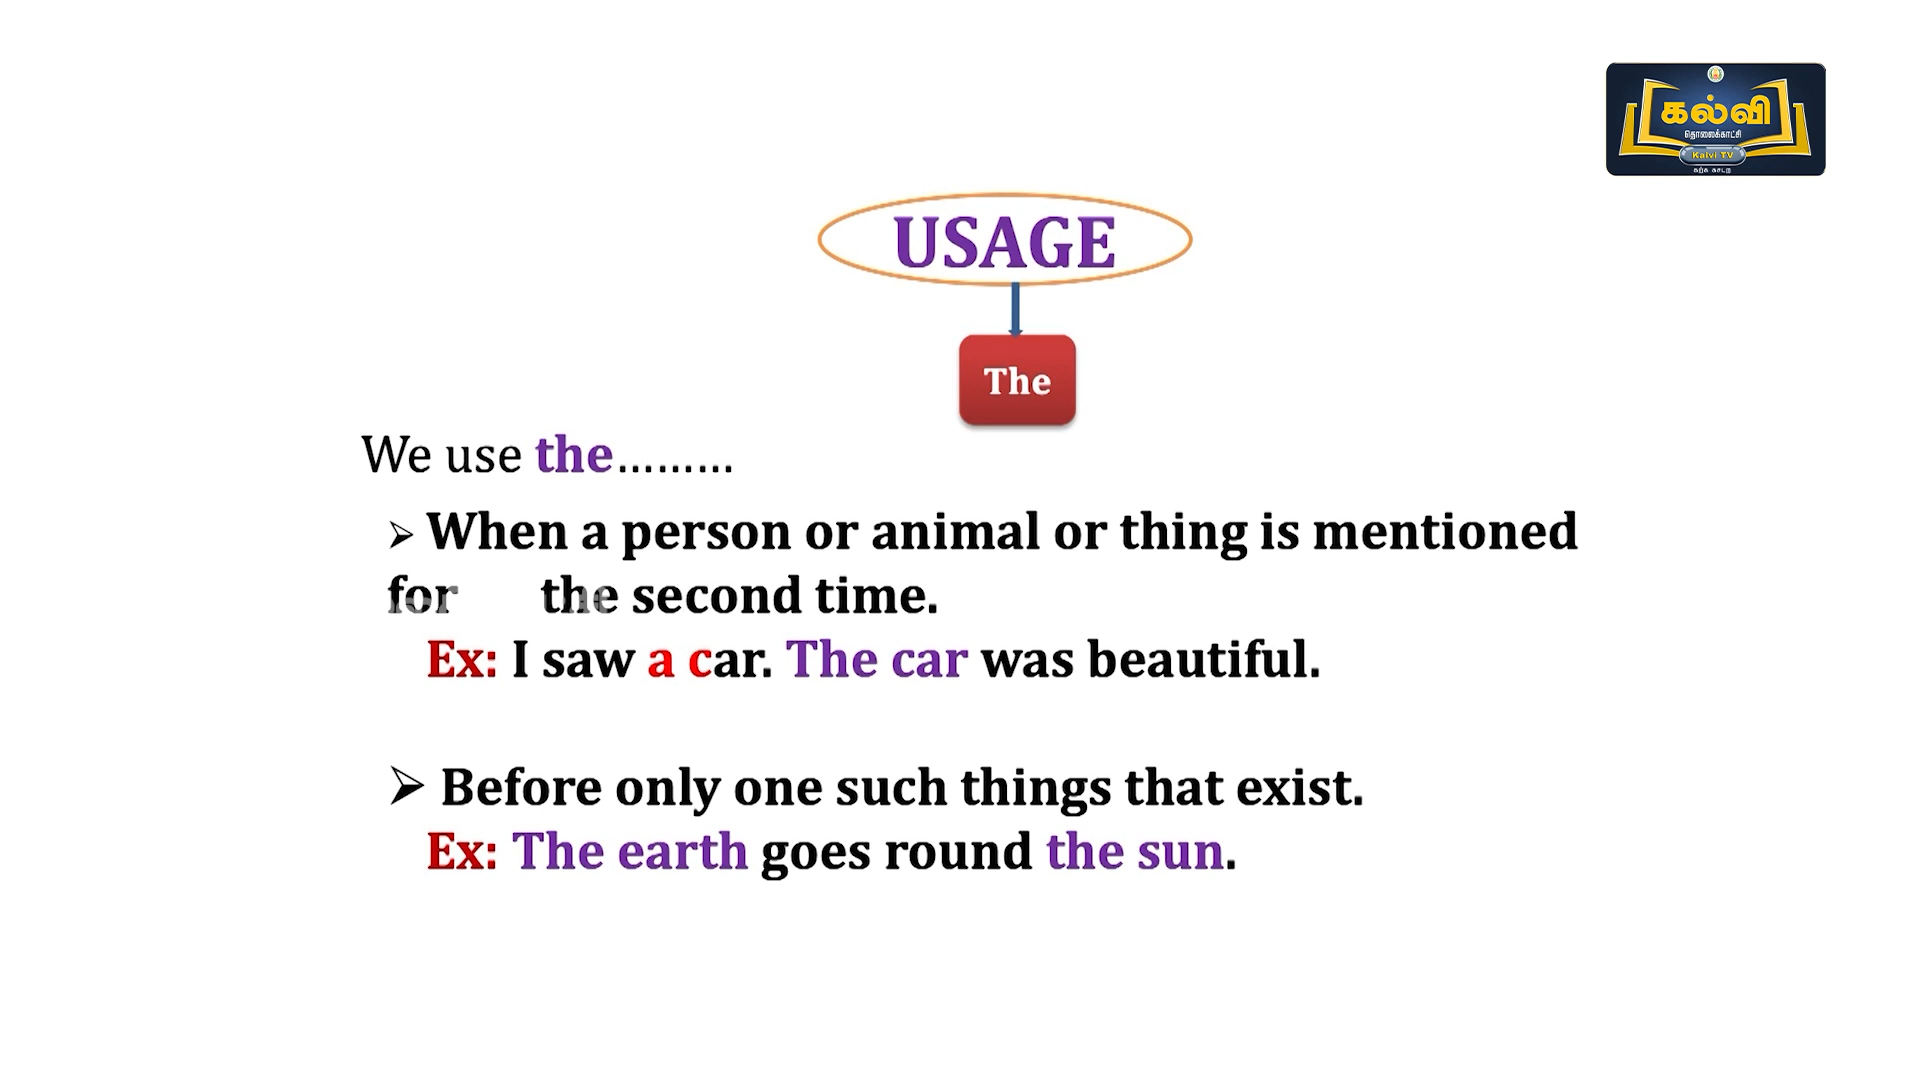 கல்வி
தொலைக்காட்சி
Kalvi TV
கற்க கசடற
USAGE
The
We use the.........
➢ When a person or animal or thing is mentioned
for the second time.
Ex: I saw a car. The car was beautiful.
➢ Before only one such things that exist.
Ex: The earth goes round the sun.